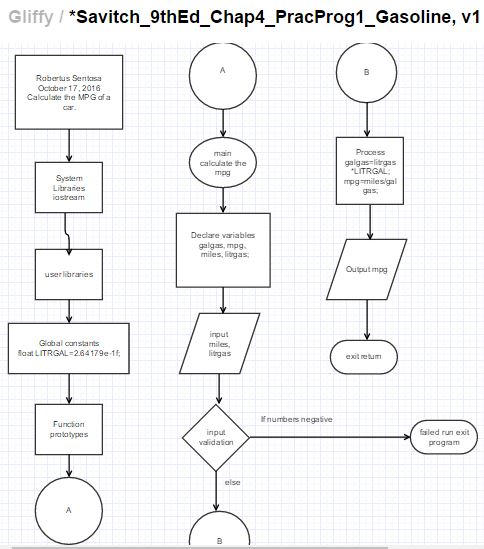 Gliffy / *Savitch_9thEd_Chap4_PracProg1_Gasoline, v1
Robertus Sentosa
October 17, 2016
Calculate the MPG of a
car.
System
Libraries
iostream
user libraries
Global constants
float LITRGAL=2.64179e-1f;
Function
prototypes
A
A
main
calculate the
mpg
Declare variables
galgas, mpg,
miles, litrgas;
input
miles,
litrgas
input
validation
If numbers negative
failed run exit
program
else
B
B
Process
galgas=litrgas
*LITRGAL;
mpg=miles/gal
gas;
Output mpg
exit return